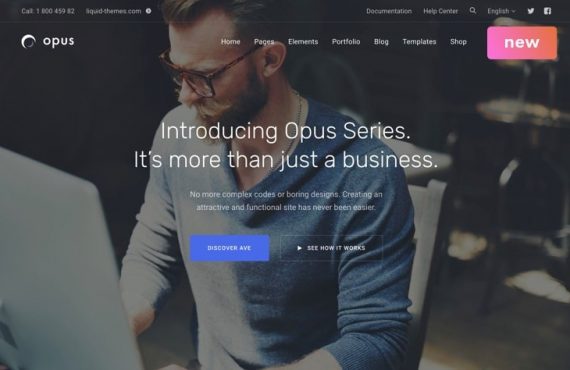 Call: 1 800 459 82 liquid-themes.com Documentation Help Center English
opus Home Pages Elements Portfolio Blog Templates Shop new
Introducing Opus Series.
It's more than just a business.
No more complex codes or boring designs. Creating an
attractive and functional site has never been easier.
DISCOVER AVE SEE HOW IT WORKS